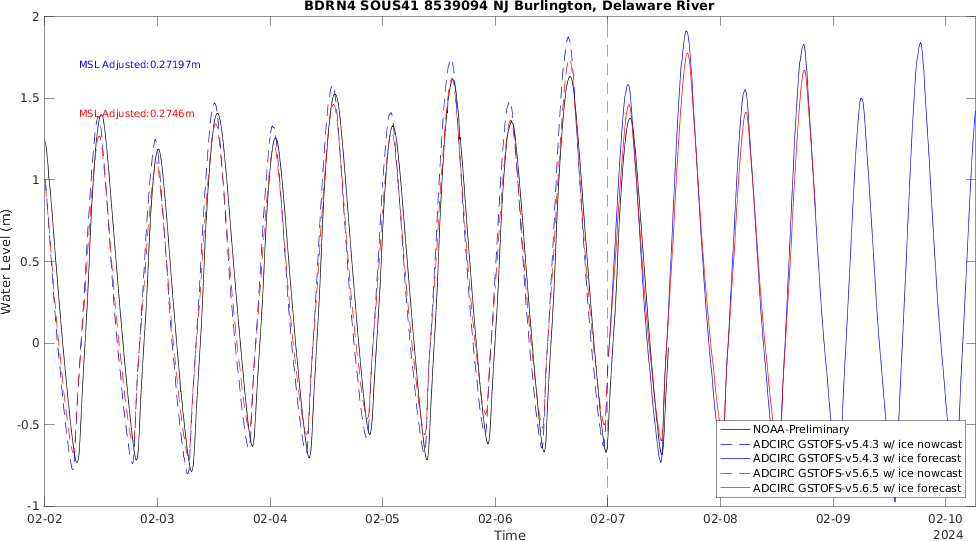 BDRN4 SOUS41 8539094 NJ Burlington, Delaware River
2
1.5
1
0.5
0
-0.5
-1
Water Level (m)
MSL Adjusted:0.27197m
MSL Adjusted:0.2746m
NOAA-Preliminary
ADCIRC GSTOFS-v5.4.3 w/ ice nowcast
ADCIRC GSTOFS-v5.4.3 w/ ice forecast
ADCIRC GSTOFS-v5.6.5 w/ ice nowcast
ADCIRC GSTOFS-v5.6.5 w/ ice forecast
02-02 02-03 02-04 02-05 02-06 02-07 02-08 02-09 02-10
2024
Time